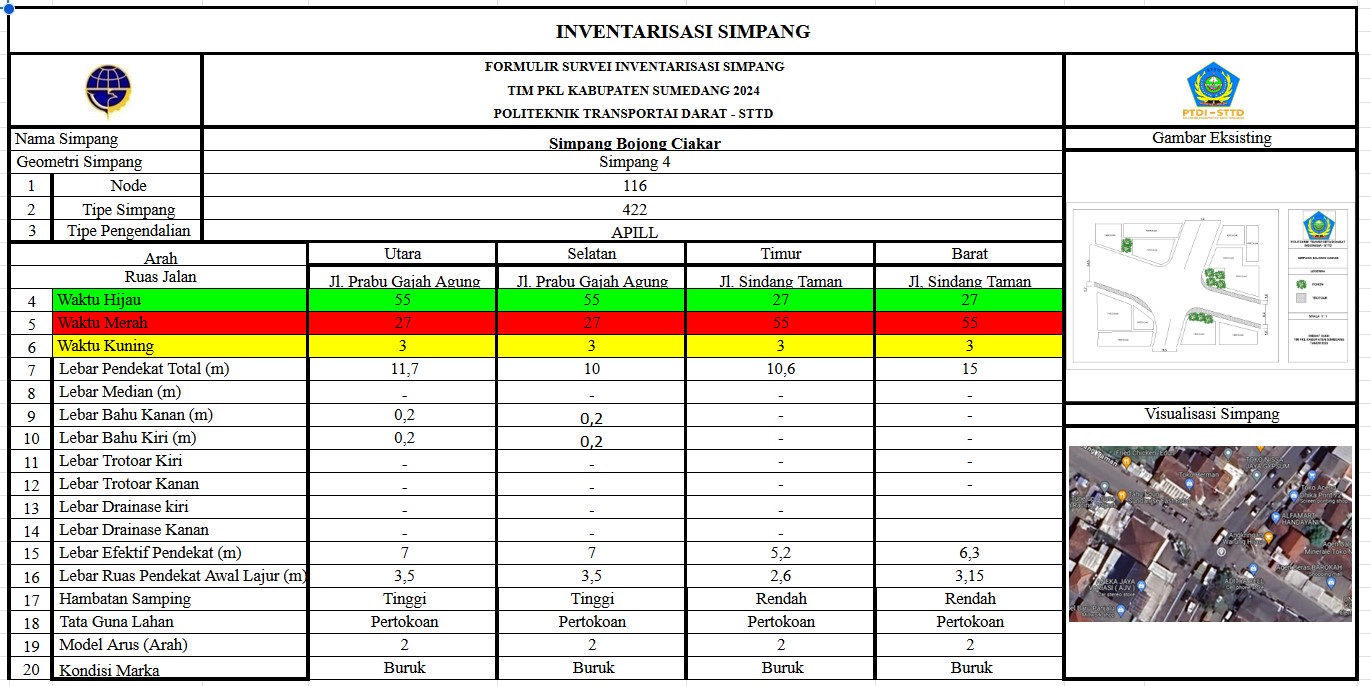 INVENTARISASI SIMPANG
FORMULIR SURVEI INVENTARISASI SIMPANG
TIM PKL KABUPATEN SUMEDANG 2024
POLITEKNIK TRANSPORTAI DARAT - STTD
PTDI - STTD
Nama Simpang Simpang Bojong Ciakar
Gambar Eksisting
Geometri Simpang Simpang 4
1 Node 116
2 Tipe Simpang 422
3 Tipe Pengendalian APILL
Arah Utara Selatan Timur Barat
Ruas Jalan Jl. Prabu Gajah Agung Jl. Prabu Gajah Agung Jl. Sindang Taman Jl. Sindang Taman
4 Waktu Hijau 55 55 27 27
5 Waktu Merah 27 27 55 55
6 Waktu Kuning 3 3 3 3
7 Lebar Pendekat Total (m) 11,7 10 10,6 15
8 Lebar Median (m) - - - -
9 Lebar Bahu Kanan (m) 0,2 0,2 - -
10 Lebar Bahu Kiri (m) 0,2 0,2 - -
11 Lebar Trotoar Kiri - - - -
12 Lebar Trotoar Kanan - - - -
13 Lebar Drainase kiri - - -
14 Lebar Drainase Kanan - - -
15 Lebar Efektif Pendekat (m) 7 7 5,2 6,3
16 Lebar Ruas Pendekat Awal Lajur (m) 3,5 3,5 2,6 3,15
17 Hambatan Samping Tinggi Tinggi Rendah Rendah
18 Tata Guna Lahan Pertokoan Pertokoan Pertokoan Pertokoan
19 Model Arus (Arah) 2 2 2 2
20 Kondisi Marka Buruk Buruk Buruk Buruk
POHON
TROTOAR
Visualisasi Simpang
Fried Chicken
TOKO NISSA
JAYA GYPSUM
ALFAMART
HANDAYANI